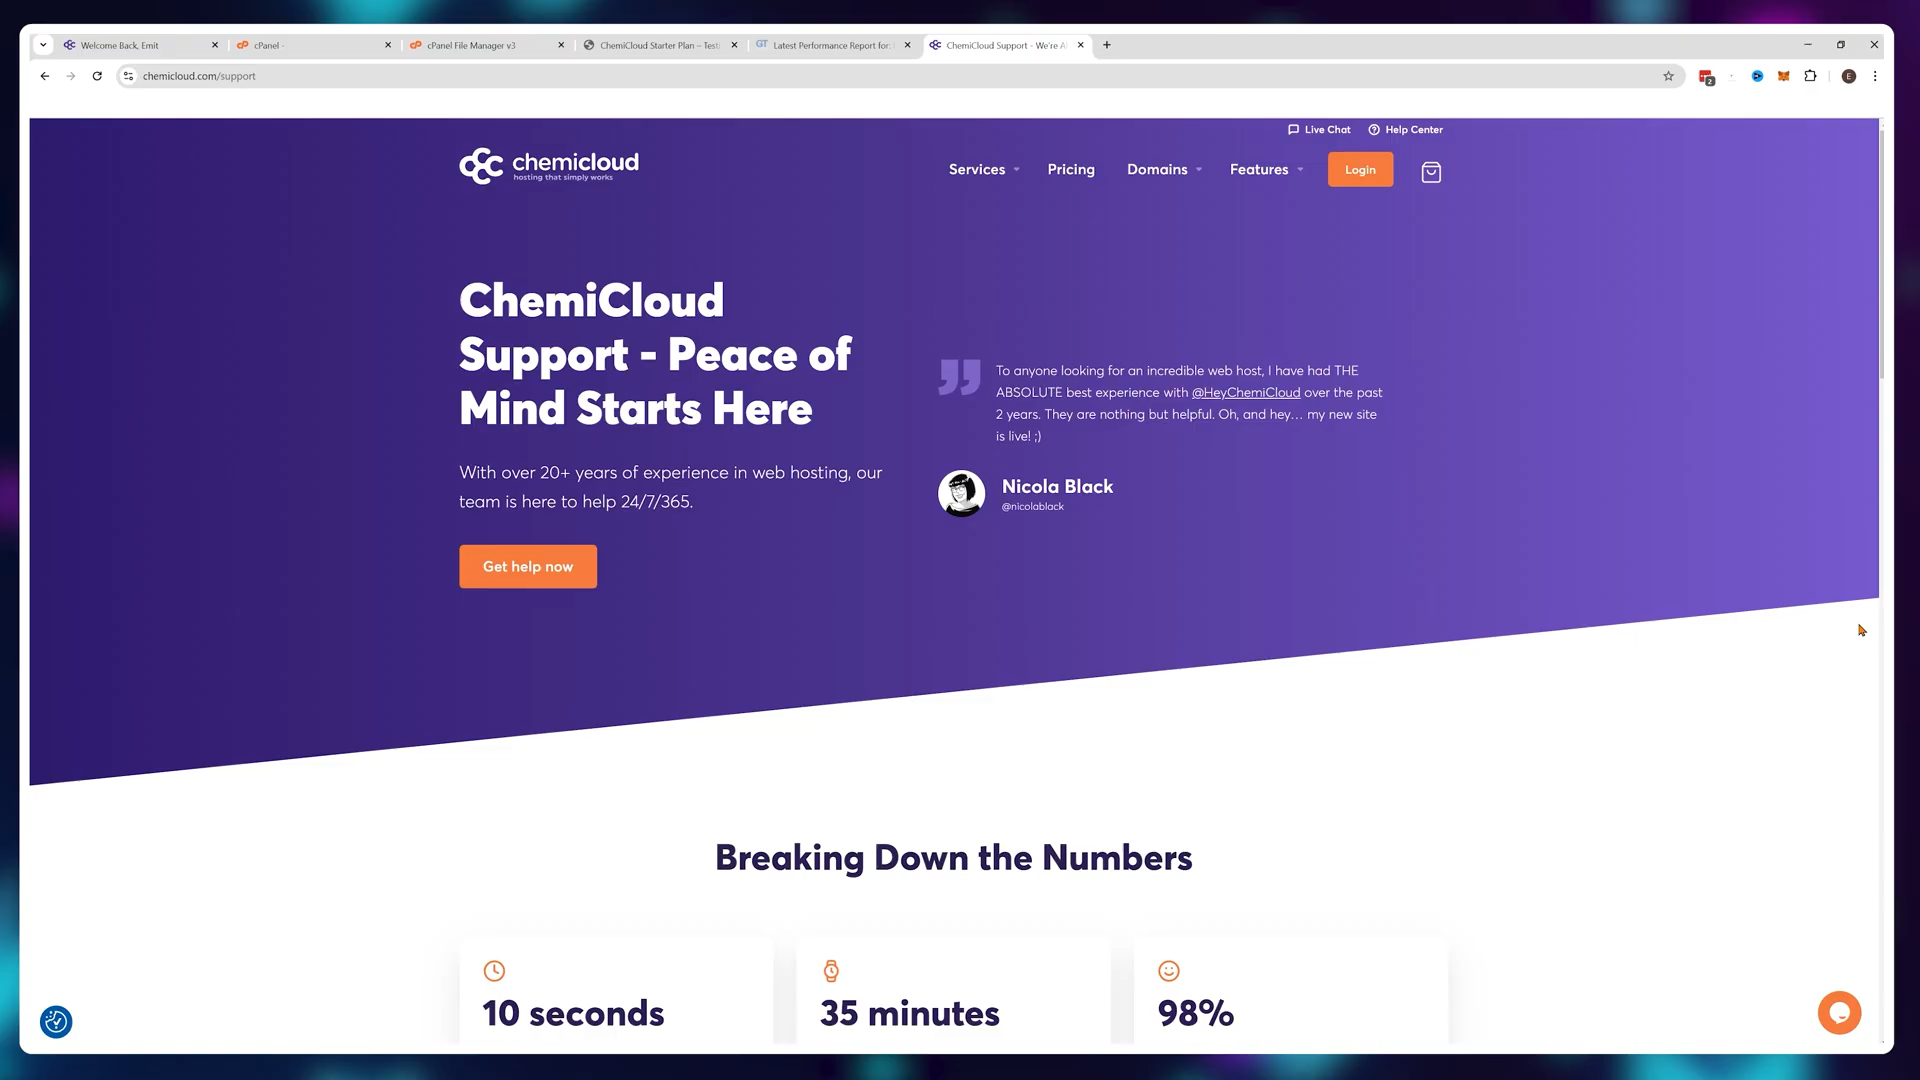 Welcome Back, Emit
cPanel -
cPanel File Manager v3
ChemiCloud Starter Plan – Testi
GT
Latest Performance Report for:
ChemiCloud Support - We're Al
chemicloud.com/support
2
E
Live Chat
Help Center
chemicloud
hosting that simply works
Services
Pricing
Domains
Features
Login
ChemiCloud
Support - Peace of
Mind Starts Here
With over 20+ years of experience in web hosting, our
team is here to help 24/7/365.
Get help now
To anyone looking for an incredible web host, I have had THE
ABSOLUTE best experience with @HeyChemiCloud over the past
2 years. They are nothing but helpful. Oh, and hey... my new site
is live! ;)
Nicola Black
@nicolablack
Breaking Down the Numbers
10 seconds
35 minutes
98%